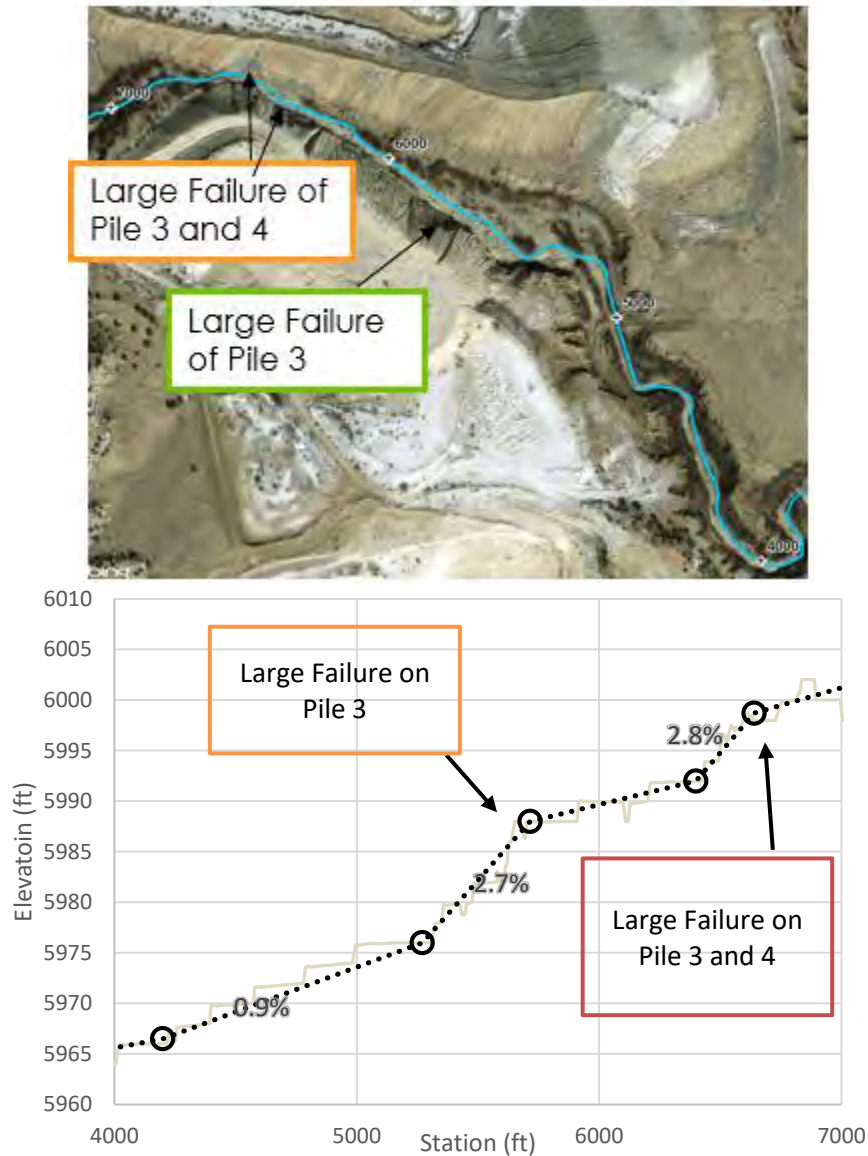 7000
6000
Large Failure of
Pile 3 and 4
Large Failure
of Pile 3
5000
4000
bing
6010
6005
6000
5995
5990
5985
5980
5975
5970
5965
5960
Elevatoin (ft)
Large Failure on
Pile 3
2.8%
2.7%
Large Failure on
Pile 3 and 4
0.9%
4000
5000
6000
7000
Station (ft)